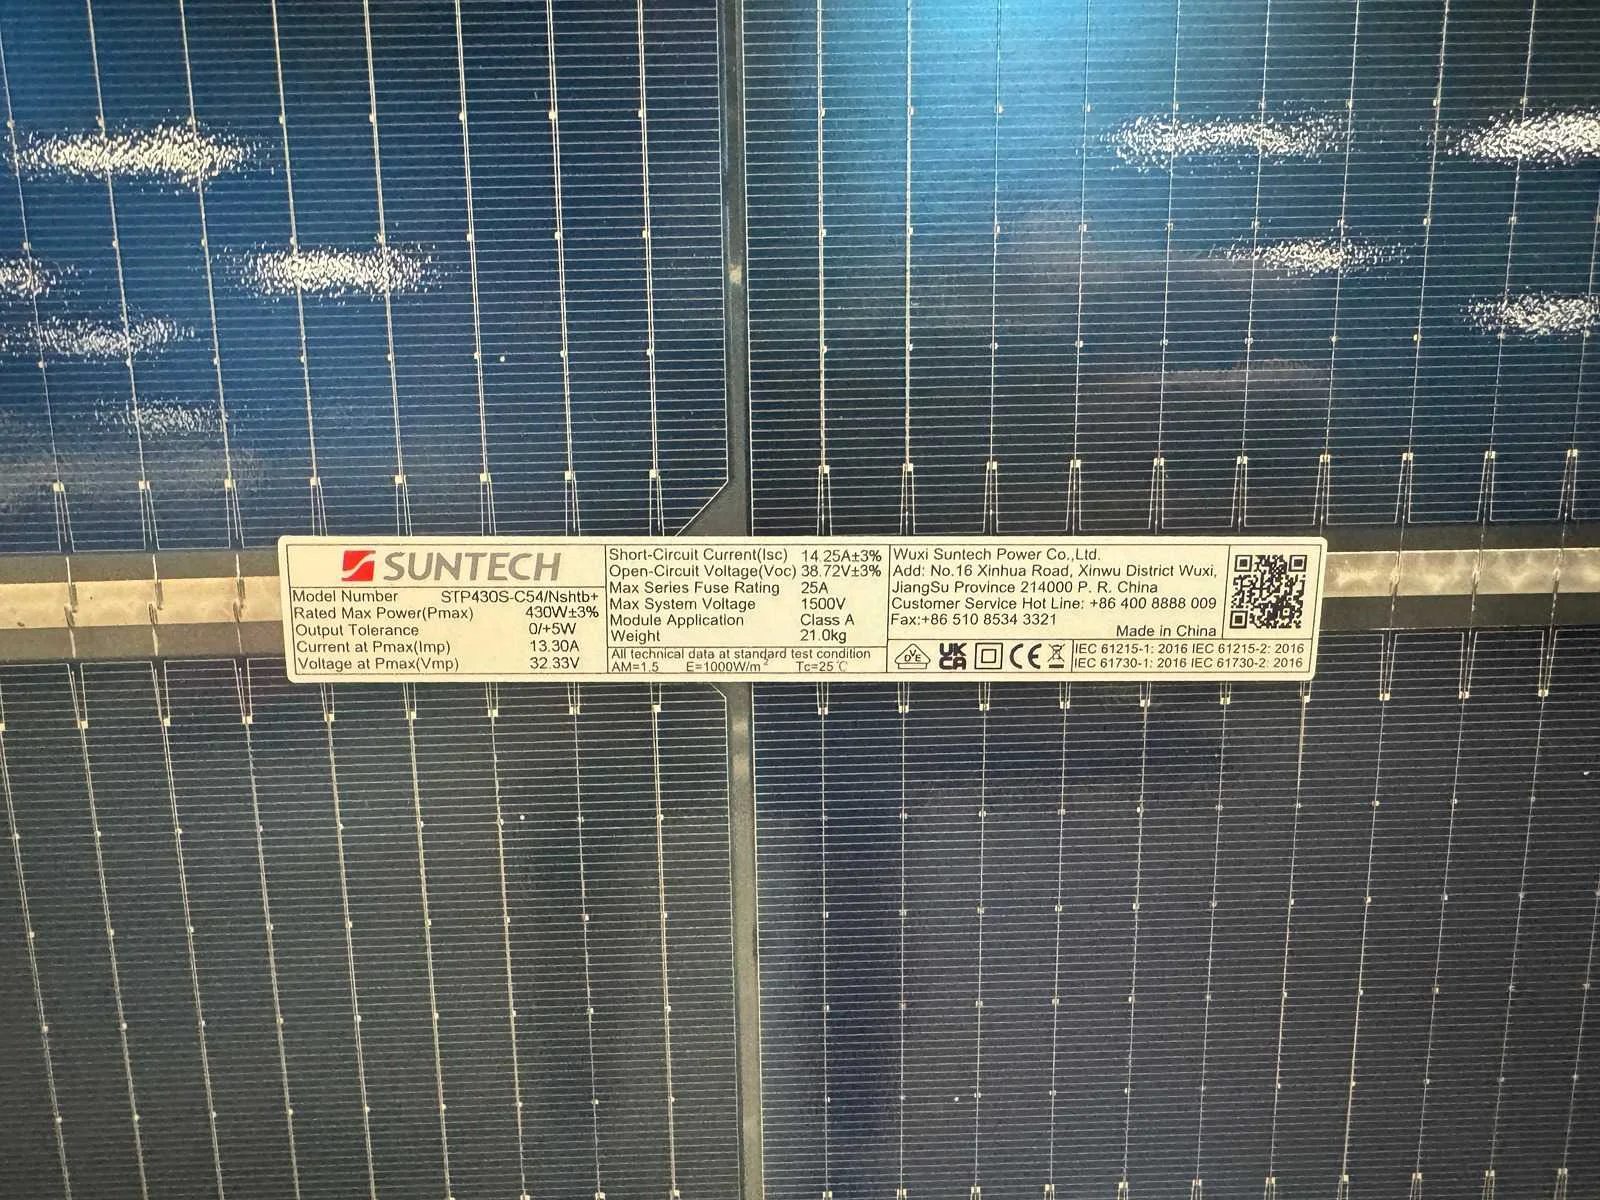 SUNTECH
Model Number STP430S-C54/Nshtb+
Rated Max Power(Pmax) 430W±3%
Output Tolerance 0/+5W
Current at Pmax(Imp) 13.30A
Voltage at Pmax(Vmp) 32.33V
Short-Circuit Current(Isc) 14.25A±3%
Open-Circuit Voltage(Voc) 38.72V±3%
Max Series Fuse Rating 25A
Max System Voltage 1500V
Module Application Class A
Weight 21.0kg
All technical data at standard test condition
AM=1.5 E=1000W/m² Tc=25℃
Wuxi Suntech Power Co.,Ltd.
Add: No.16 Xinhua Road, Xinwu District Wuxi,
JiangSu Province 214000 P. R. China
Customer Service Hot Line: +86 400 8888 009
Fax:+86 510 8534 3321
Made in China
DVE
UK
CA
CE
IEC 61215-1: 2016 IEC 61215-2: 2016
IEC 61730-1: 2016 IEC 61730-2: 2016